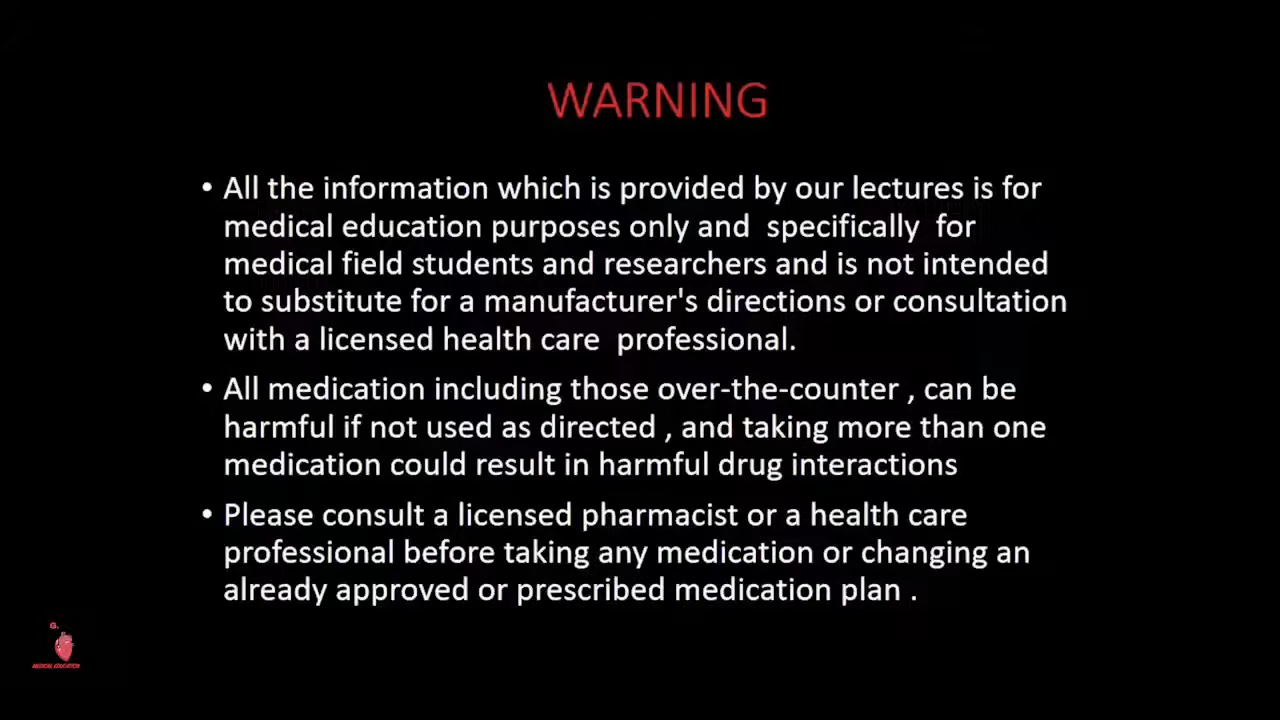 WARNING
• All the information which is provided by our lectures is for
medical education purposes only and  specifically  for
medical field students and researchers and is not intended
to substitute for a manufacturer's directions or consultation
with a licensed health care  professional.
• All medication including those over-the-counter , can be
harmful if not used as directed , and taking more than one
medication could result in harmful drug interactions
• Please consult a licensed pharmacist or a health care
professional before taking any medication or changing an
already approved or prescribed medication plan .
G.
MEDICAL EDUCATION